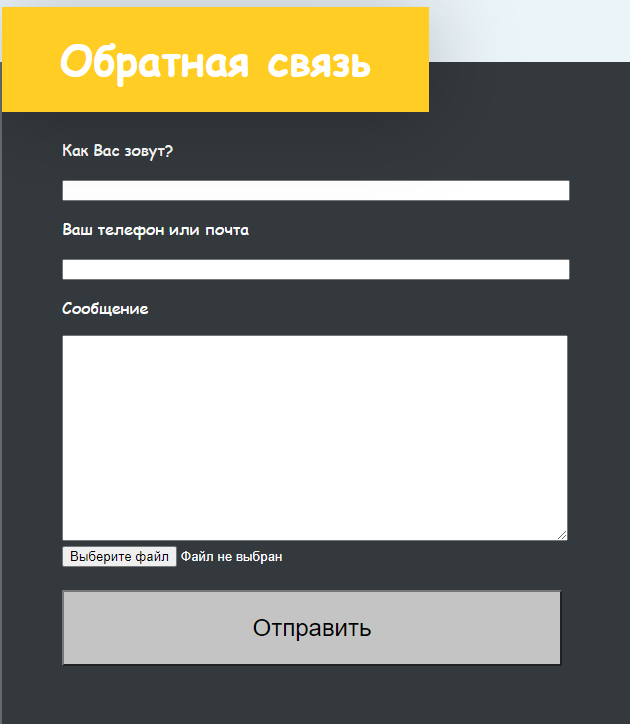 Обратная связь
Как Вас зовут?
Ваш телефон или почта
Сообщение
Выберите файл Файл не выбран
Отправить